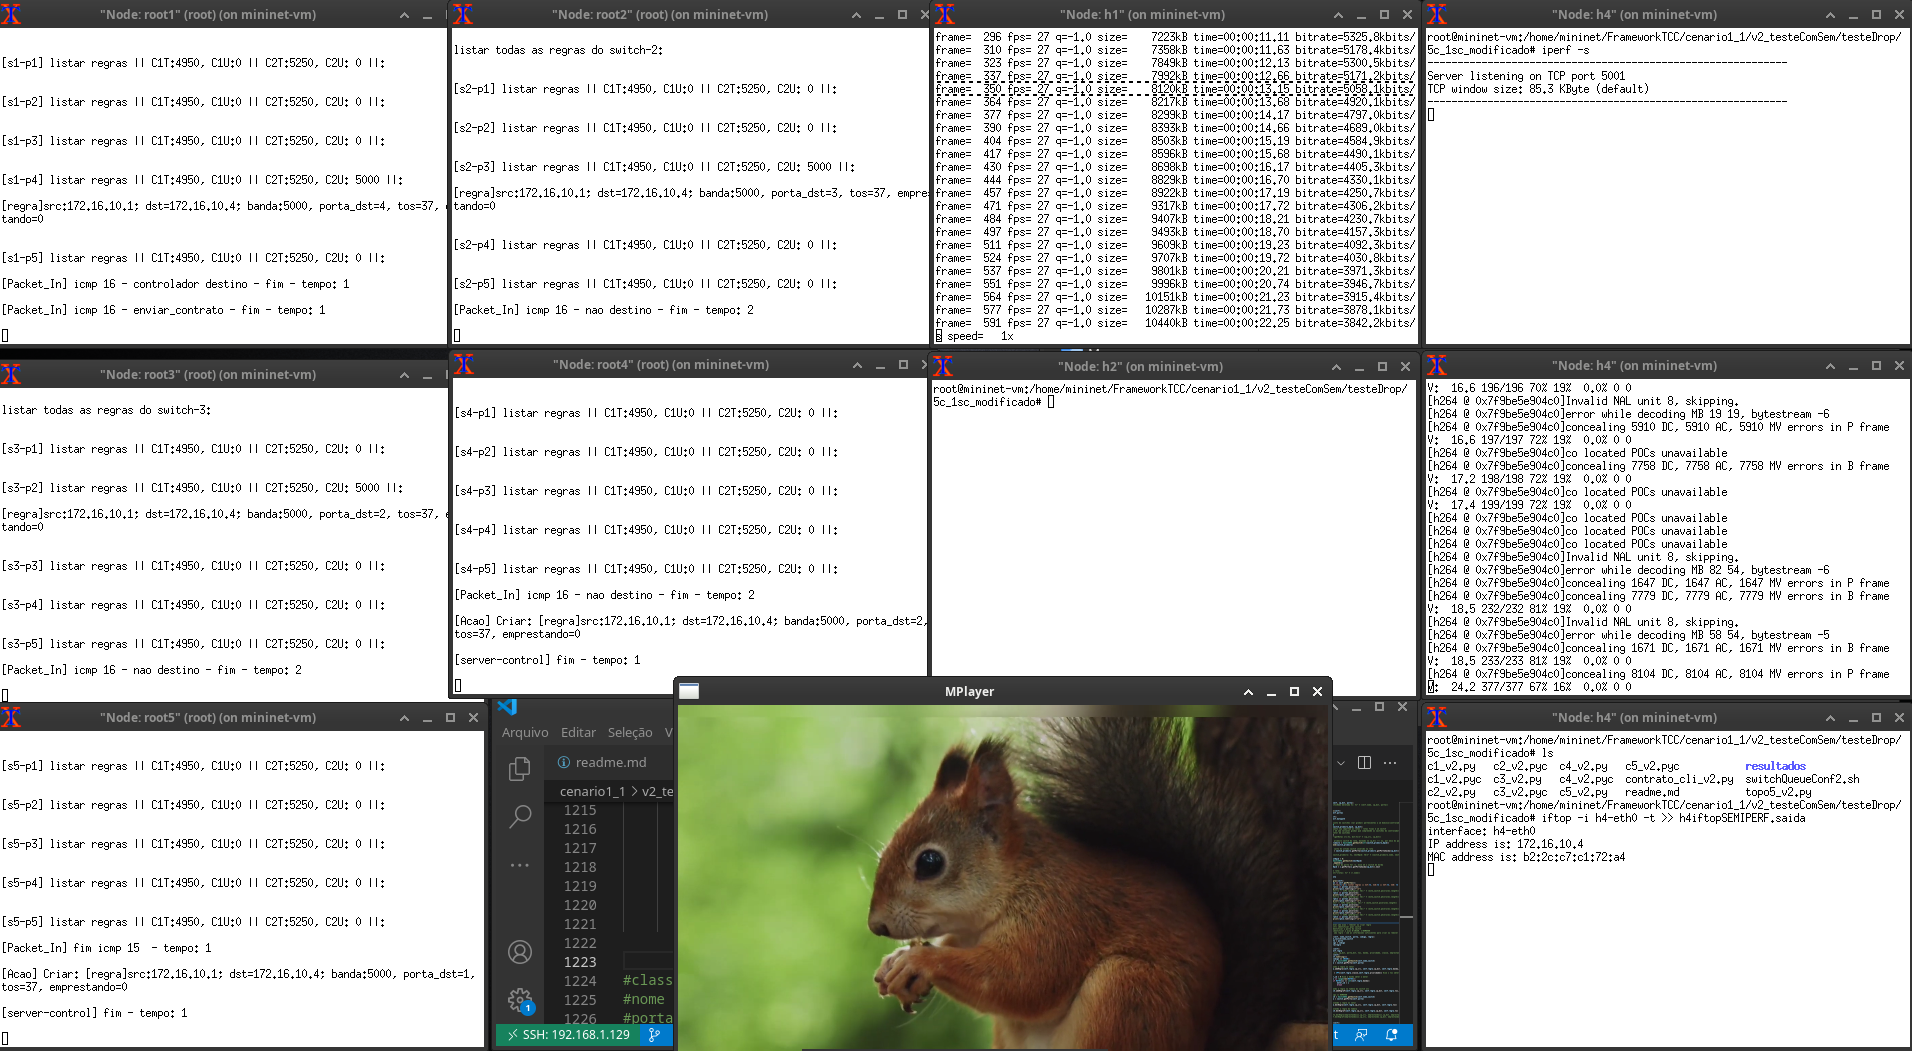 "Node: root1" (root) (on mininet-vm)
[s1-p1] listar regras || C1T:4950, C1U:0 || C2T:5250, C2U: 0 ||:
[s1-p2] listar regras || C1T:4950, C1U:0 || C2T:5250, C2U: 0 ||:
[s1-p3] listar regras || C1T:4950, C1U:0 || C2T:5250, C2U: 0 ||:
[s1-p4] listar regras || C1T:4950, C1U:0 || C2T:5250, C2U: 5000 ||:
[regra]src:172.16.10.1; dst=172.16.10.4; banda:5000, porta_dst=4, tos=37,
tando=0
[s1-p5] listar regras || C1T:4950, C1U:0 || C2T:5250, C2U: 0 ||:
[Packet_In] icmp 16 - controlador destino - fim - tempo: 1
[Packet_In] icmp 16 - enviar_contrato - fim - tempo: 1
"Node: root2" (root) (on mininet-vm)
listar todas as regras do switch-2:
[s2-p1] listar regras || C1T:4950, C1U:0 || C2T:5250, C2U: 0 ||:
[s2-p2] listar regras || C1T:4950, C1U:0 || C2T:5250, C2U: 0 ||:
[s2-p3] listar regras || C1T:4950, C1U:0 || C2T:5250, C2U: 5000 ||:
[regra]src:172.16.10.1; dst=172.16.10.4; banda:5000, porta_dst=3, tos=37, empres
tando=0
[s2-p4] listar regras || C1T:4950, C1U:0 || C2T:5250, C2U: 0 ||:
[s2-p5] listar regras || C1T:4950, C1U:0 || C2T:5250, C2U: 0 ||:
[Packet_In] icmp 16 - nao destino - fim - tempo: 2
"Node: h1" (on mininet-vm)
frame= 296 fps= 27 q=-1.0 size= 7223kB time=00:00:11.11 bitrate=5325.8kbits/
frame= 310 fps= 27 q=-1.0 size= 7358kB time=00:00:11.63 bitrate=5178.4kbits/
frame= 323 fps= 27 q=-1.0 size= 7849kB time=00:00:12.13 bitrate=5300.5kbits/
frame= 337 fps= 27 q=-1.0 size= 7992kB time=00:00:12.66 bitrate=5171.2kbits/
frame= 350 fps= 27 q=-1.0 size= 8120kB time=00:00:13.15 bitrate=5058.1kbits/
frame= 364 fps= 27 q=-1.0 size= 8217kB time=00:00:13.68 bitrate=4920.1kbits/
frame= 377 fps= 27 q=-1.0 size= 8299kB time=00:00:14.17 bitrate=4797.0kbits/
frame= 390 fps= 27 q=-1.0 size= 8393kB time=00:00:14.66 bitrate=4689.0kbits/
frame= 404 fps= 27 q=-1.0 size= 8503kB time=00:00:15.19 bitrate=4584.9kbits/
frame= 417 fps= 27 q=-1.0 size= 8596kB time=00:00:15.68 bitrate=4490.1kbits/
frame= 430 fps= 27 q=-1.0 size= 8698kB time=00:00:16.17 bitrate=4405.3kbits/
frame= 444 fps= 27 q=-1.0 size= 8829kB time=00:00:16.70 bitrate=4330.1kbits/
frame= 457 fps= 27 q=-1.0 size= 8922kB time=00:00:17.19 bitrate=4250.7kbits/
frame= 471 fps= 27 q=-1.0 size= 9317kB time=00:00:17.72 bitrate=4306.2kbits/
frame= 484 fps= 27 q=-1.0 size= 9407kB time=00:00:18.21 bitrate=4230.7kbits/
frame= 497 fps= 27 q=-1.0 size= 9493kB time=00:00:18.70 bitrate=4157.3kbits/
frame= 511 fps= 27 q=-1.0 size= 9609kB time=00:00:19.23 bitrate=4092.3kbits/
frame= 524 fps= 27 q=-1.0 size= 9707kB time=00:00:19.72 bitrate=4030.8kbits/
frame= 537 fps= 27 q=-1.0 size= 9801kB time=00:00:20.21 bitrate=3971.3kbits/
frame= 551 fps= 27 q=-1.0 size= 9996kB time=00:00:20.74 bitrate=3946.7kbits/
frame= 564 fps= 27 q=-1.0 size= 10151kB time=00:00:21.23 bitrate=3915.4kbits/
frame= 577 fps= 27 q=-1.0 size= 10287kB time=00:00:21.73 bitrate=3878.1kbits/
frame= 591 fps= 27 q=-1.0 size= 10440kB time=00:00:22.25 bitrate=3842.2kbits/
s speed= 1x
"Node: h4" (on mininet-vm)
root@mininet-vm:/home/mininet/FrameworkTCC/cenario1_1/v2_testeComSem/testeDrop/
5c_1sc_modificado# iperf -s
------------------------------------------------------------
Server listening on TCP port 5001
TCP window size: 85.3 KByte (default)
------------------------------------------------------------
"Node: root3" (root) (on mininet-vm)
listar todas as regras do switch-3:
[s3-p1] listar regras || C1T:4950, C1U:0 || C2T:5250, C2U: 0 ||:
[s3-p2] listar regras || C1T:4950, C1U:0 || C2T:5250, C2U: 5000 ||:
[regra]src:172.16.10.1; dst=172.16.10.4; banda:5000, porta_dst=2, tos=37, e
tando=0
[s3-p3] listar regras || C1T:4950, C1U:0 || C2T:5250, C2U: 0 ||:
[s3-p4] listar regras || C1T:4950, C1U:0 || C2T:5250, C2U: 0 ||:
[s3-p5] listar regras || C1T:4950, C1U:0 || C2T:5250, C2U: 0 ||:
[Packet_In] icmp 16 - nao destino - fim - tempo: 2
"Node: root4" (root) (on mininet-vm)
[s4-p1] listar regras || C1T:4950, C1U:0 || C2T:5250, C2U: 0 ||:
[s4-p2] listar regras || C1T:4950, C1U:0 || C2T:5250, C2U: 0 ||:
[s4-p3] listar regras || C1T:4950, C1U:0 || C2T:5250, C2U: 0 ||:
[s4-p4] listar regras || C1T:4950, C1U:0 || C2T:5250, C2U: 0 ||:
[s4-p5] listar regras || C1T:4950, C1U:0 || C2T:5250, C2U: 0 ||:
[Packet_In] icmp 16 - nao destino - fim - tempo: 2
[Acao] Criar: [regra]src:172.16.10.1; dst=172.16.10.4; banda:5000, porta_dst=2,
tos=37, emprestando=0
[server-control] fim - tempo: 1
"Node: h2" (on mininet-vm)
root@mininet-vm:/home/mininet/FrameworkTCC/cenario1_1/v2_testeComSem/testeDrop/
5c_1sc_modificado#
"Node: h4" (on mininet-vm)
V: 16.6 196/196 70% 19% 0.0% 0 0
[h264 @ 0x7f9be5e904c0]Invalid NAL unit 8, skipping.
[h264 @ 0x7f9be5e904c0]error while decoding MB 19 19, bytestream -6
[h264 @ 0x7f9be5e904c0]concealing 5910 DC, 5910 AC, 5910 MV errors in P frame
V: 16.6 197/197 72% 19% 0.0% 0 0
[h264 @ 0x7f9be5e904c0]co located POCs unavailable
[h264 @ 0x7f9be5e904c0]concealing 7758 DC, 7758 AC, 7758 MV errors in B frame
V: 17.2 198/198 72% 19% 0.0% 0 0
[h264 @ 0x7f9be5e904c0]co located POCs unavailable
V: 17.4 199/199 72% 19% 0.0% 0 0
[h264 @ 0x7f9be5e904c0]co located POCs unavailable
[h264 @ 0x7f9be5e904c0]co located POCs unavailable
[h264 @ 0x7f9be5e904c0]co located POCs unavailable
[h264 @ 0x7f9be5e904c0]Invalid NAL unit 8, skipping.
[h264 @ 0x7f9be5e904c0]error while decoding MB 82 54, bytestream -6
[h264 @ 0x7f9be5e904c0]concealing 1647 DC, 1647 AC, 1647 MV errors in P frame
[h264 @ 0x7f9be5e904c0]concealing 7779 DC, 7779 AC, 7779 MV errors in B frame
V: 18.5 232/232 81% 19% 0.0% 0 0
[h264 @ 0x7f9be5e904c0]Invalid NAL unit 8, skipping.
[h264 @ 0x7f9be5e904c0]error while decoding MB 58 54, bytestream -5
[h264 @ 0x7f9be5e904c0]concealing 1671 DC, 1671 AC, 1671 MV errors in B frame
V: 18.5 233/233 81% 19% 0.0% 0 0
[h264 @ 0x7f9be5e904c0]concealing 8104 DC, 8104 AC, 8104 MV errors in P frame
V: 24.2 377/377 67% 16% 0.0% 0 0
"Node: root5" (root) (on mininet-vm)
[s5-p1] listar regras || C1T:4950, C1U:0 || C2T:5250, C2U: 0 ||:
[s5-p2] listar regras || C1T:4950, C1U:0 || C2T:5250, C2U: 0 ||:
[s5-p3] listar regras || C1T:4950, C1U:0 || C2T:5250, C2U: 0 ||:
[s5-p4] listar regras || C1T:4950, C1U:0 || C2T:5250, C2U: 0 ||:
[s5-p5] listar regras || C1T:4950, C1U:0 || C2T:5250, C2U: 0 ||:
[Packet_In] fim icmp 15 - tempo: 1
[Acao] Criar: [regra]src:172.16.10.1; dst=172.16.10.4; banda:5000, porta_dst=1,
tos=37, emprestando=0
[server-control] fim - tempo: 1
Arquivo Editar Seleção V
readme.md
cenario1_1 > v2_te
1215
1216
1217
1218
1219
1220
1221
1222
1223
1224 #class
1225 #nome
1226 #porta
1
SSH: 192.168.1.129
MPlayer
"Node: h4" (on mininet-vm)
root@mininet-vm:/home/mininet/FrameworkTCC/cenario1_1/v2_testeComSem/testeDrop/
5c_1sc_modificado# ls
c1_v2.py c2_v2.pyc c4_v2.py c5_v2.pyc resultados
c1_v2.pyc c3_v2.py c4_v2.pyc contrato_cli_v2.py switchQueueConf2.sh
c2_v2.py c3_v2.pyc c5_v2.py readme.md topo5_v2.py
root@mininet-vm:/home/mininet/FrameworkTCC/cenario1_1/v2_testeComSem/testeDrop/
5c_1sc_modificado# iftop -i h4-eth0 -t >> h4iftopSEMIPERF.saida
interface: h4-eth0
IP address is: 172.16.10.4
MAC address is: b2:2c:c7:c1:72:a4